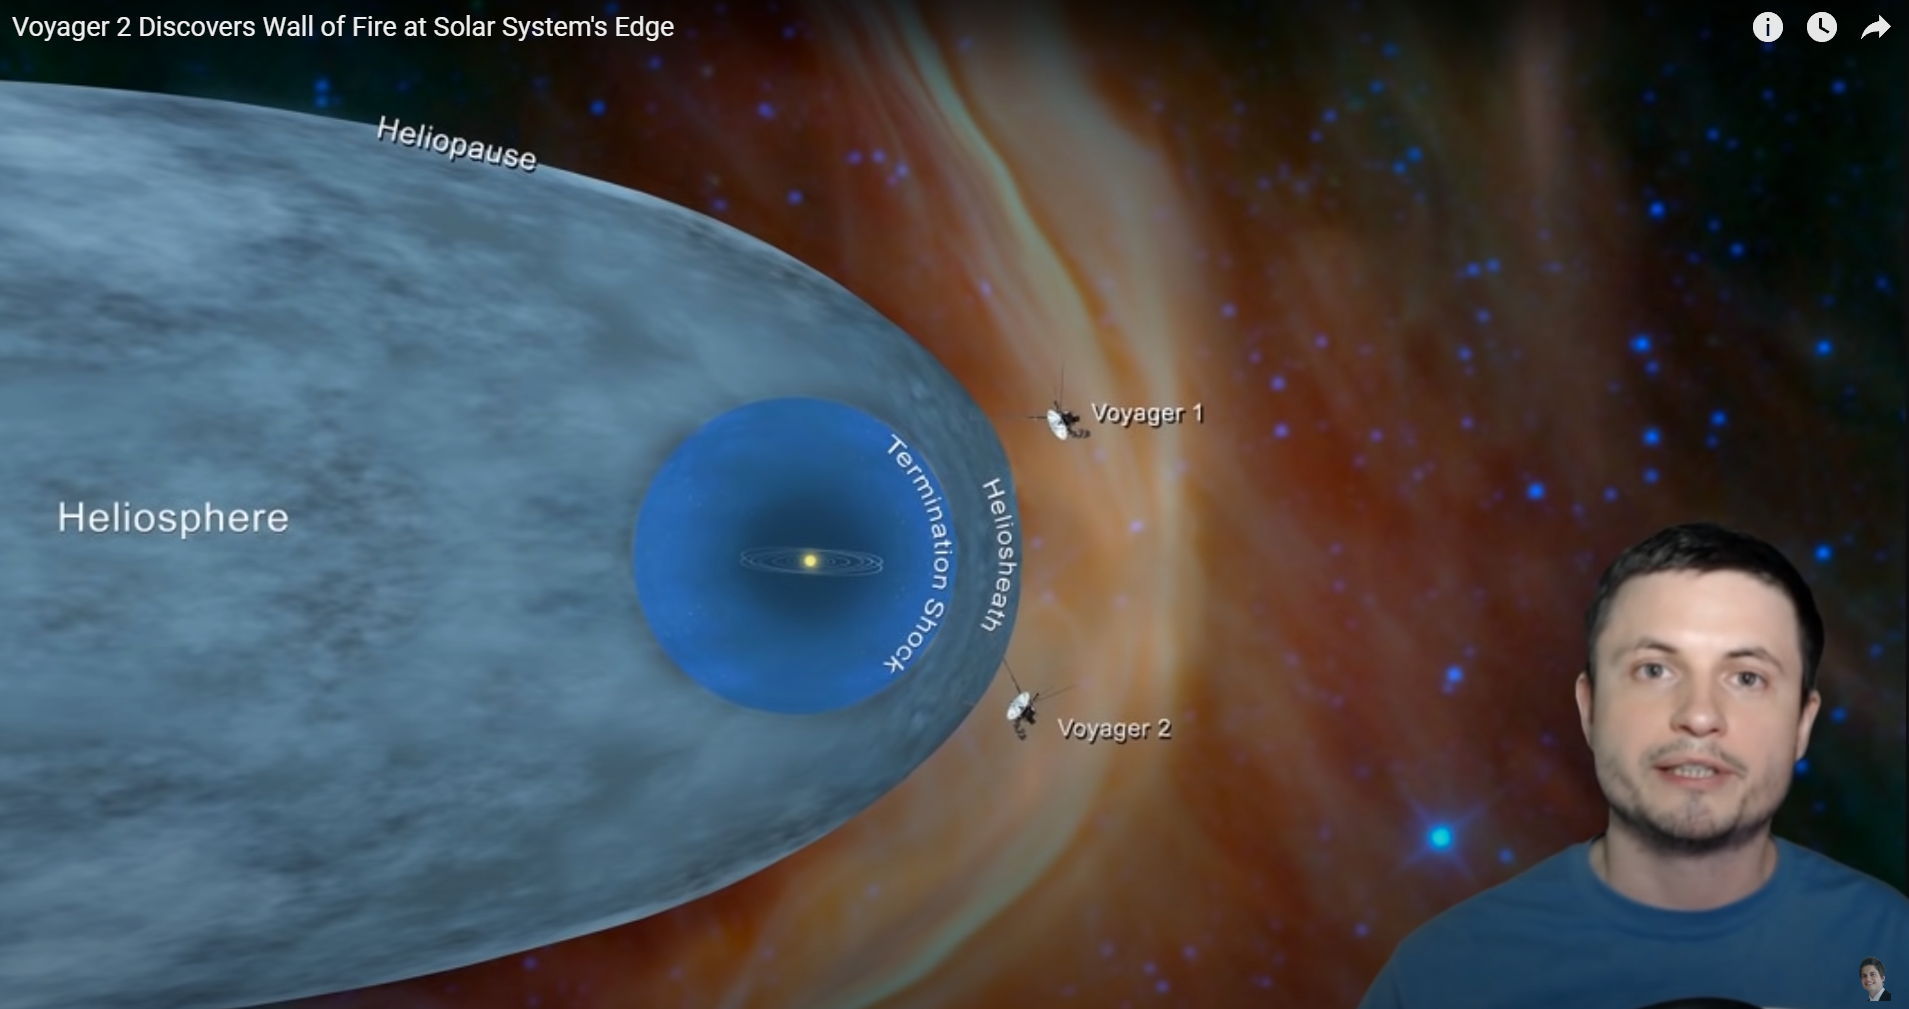 Voyager 2 Discovers Wall of Fire at Solar System's Edge
Heliopause
Voyager 1
Termination Shock
Heliosheath
Heliosphere
Voyager 2